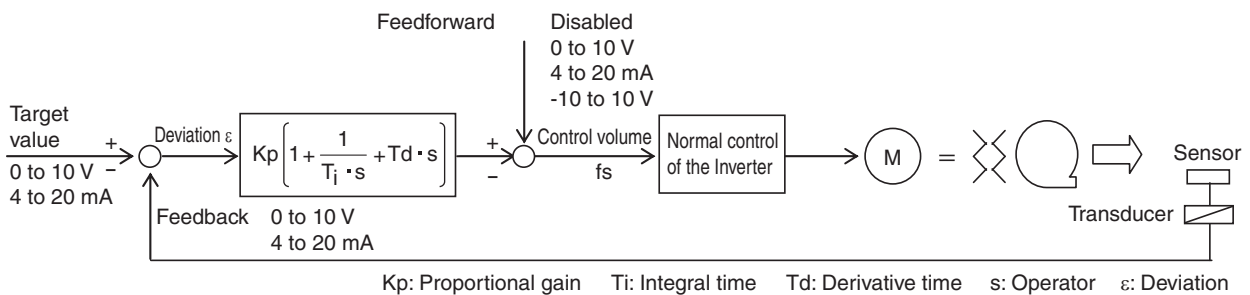 Feedforward
Disabled
0 to 10 V
4 to 20 mA
-10 to 10 V
Target
value
+
−
0 to 10 V
4 to 20 mA
Deviation ε
Kp(1+ 1/(Ti・s) +Td・s)
+
−
Control volume
fs
Normal control
of the Inverter
M
=
Sensor
Transducer
Feedback 0 to 10 V
4 to 20 mA
Kp: Proportional gain Ti: Integral time Td: Derivative time s: Operator ε: Deviation